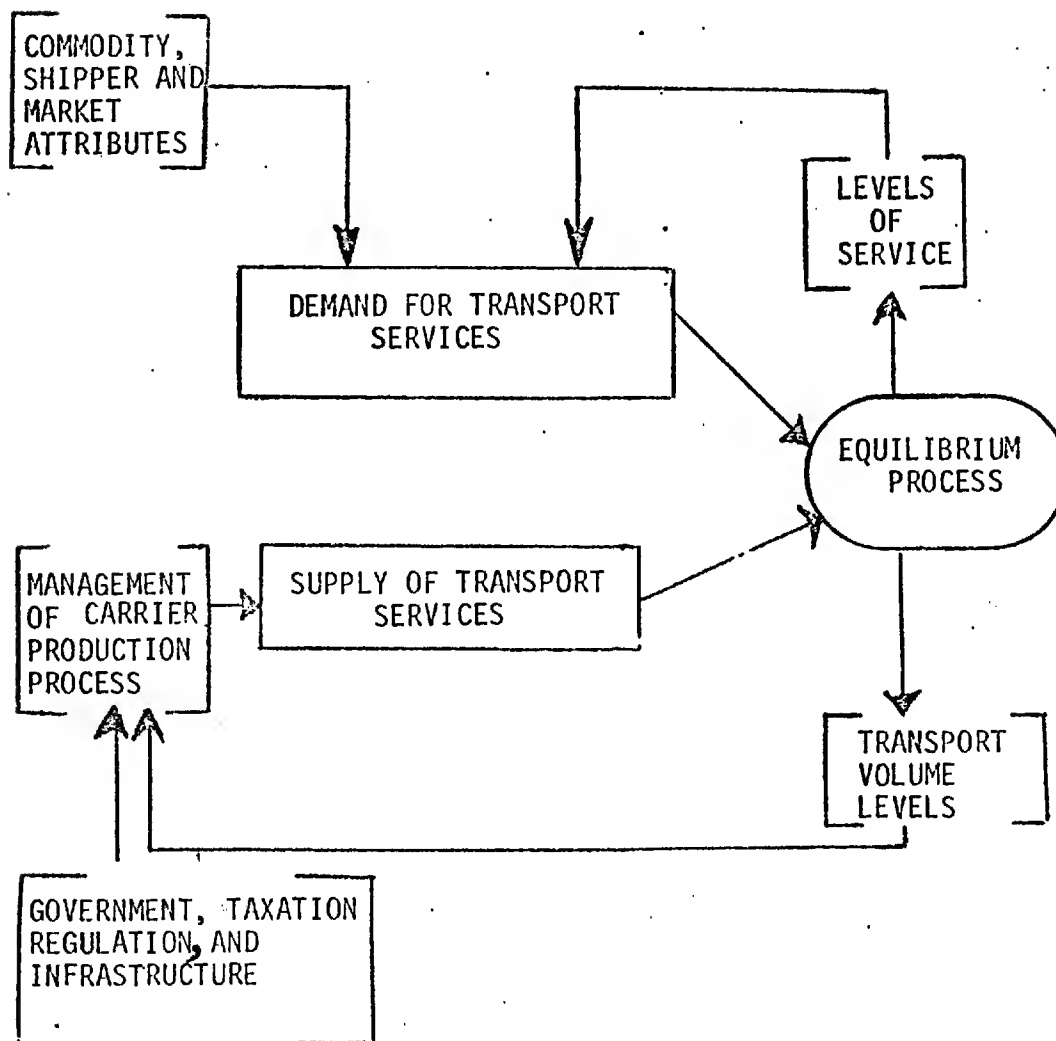 COMMODITY,
SHIPPER AND
MARKET
ATTRIBUTES
LEVELS
OF
SERVICE
DEMAND FOR TRANSPORT
SERVICES
EQUILIBRIUM
PROCESS
MANAGEMENT
OF CARRIER
PRODUCTION
PROCESS
SUPPLY OF TRANSPORT
SERVICES
TRANSPORT
VOLUME
LEVELS
GOVERNMENT, TAXATION
REGULATION, AND
INFRASTRUCTURE